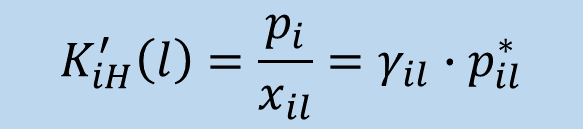 K′iH(l) = pi/xil = γil · p*il